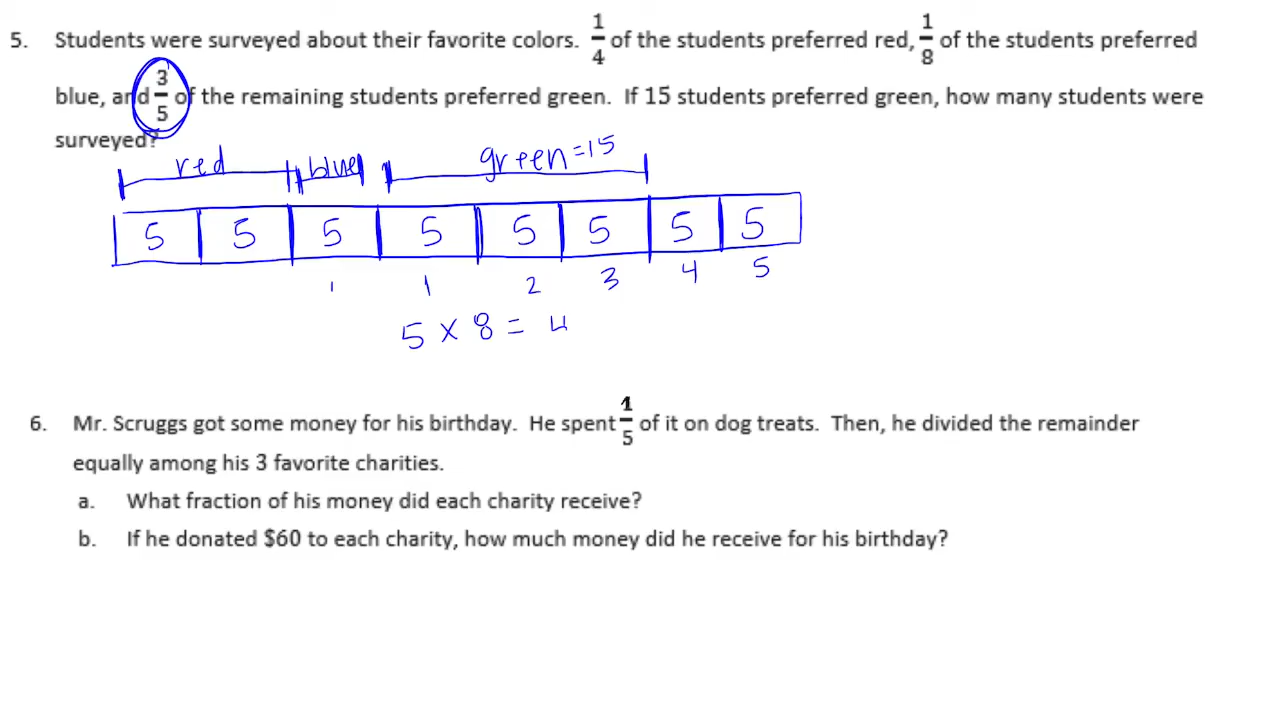 5. Students were surveyed about their favorite colors. 1/4 of the students preferred red, 1/8 of the students preferred
blue, and 3/5 of the remaining students preferred green. If 15 students preferred green, how many students were
surveyed?
red blue green=15
5 5 5 5 5 5 5 5
1 1 2 3 4 5
5 x 8 = 4
6. Mr. Scruggs got some money for his birthday. He spent 1/5 of it on dog treats. Then, he divided the remainder
equally among his 3 favorite charities.
a. What fraction of his money did each charity receive?
b. If he donated $60 to each charity, how much money did he receive for his birthday?